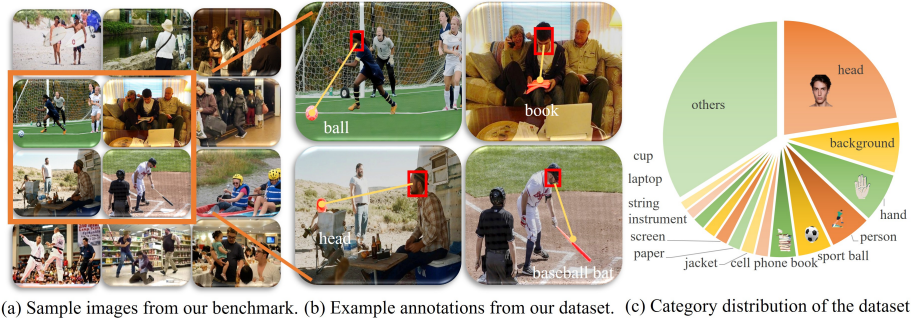 ball
book
head
baseball bat
others
head
background
hand
person
sport ball
book
cell phone
jacket
paper
screen
instrument
string
laptop
cup
(a) Sample images from our benchmark. (b) Example annotations from our dataset. (c) Category distribution of the dataset